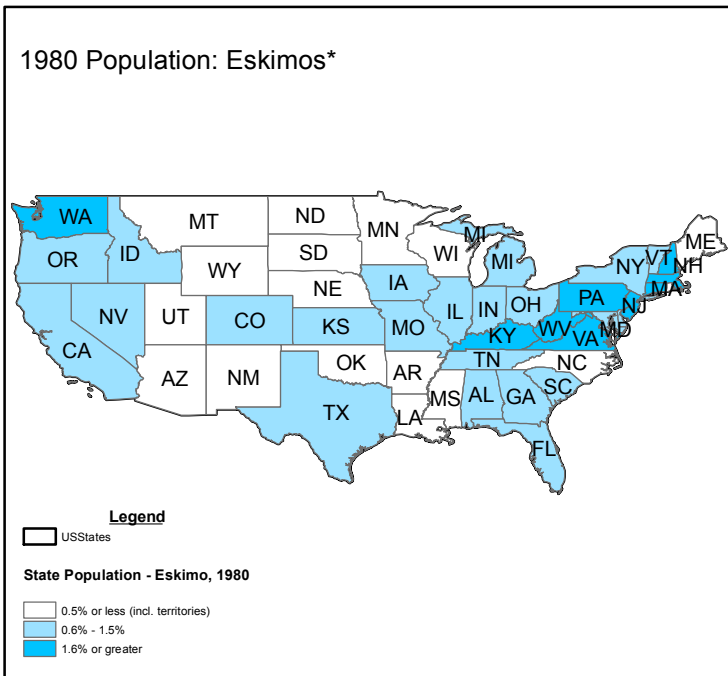 1980 Population: Eskimos*
WA
MT
ND
MN
ME
OR
ID
SD
WI
MI
MI
NY
VT
NH
MA
WY
NE
IA
PA
NJ
NV
UT
CO
KS
MO
IL
IN
OH
WV
VA
MD
CA
KY
AZ
NM
OK
AR
TN
NC
SC
TX
LA
MS
AL
GA
FL
Legend
USStates
State Population - Eskimo, 1980
0.5% or less (incl. territories)
0.6% - 1.5%
1.6% or greater